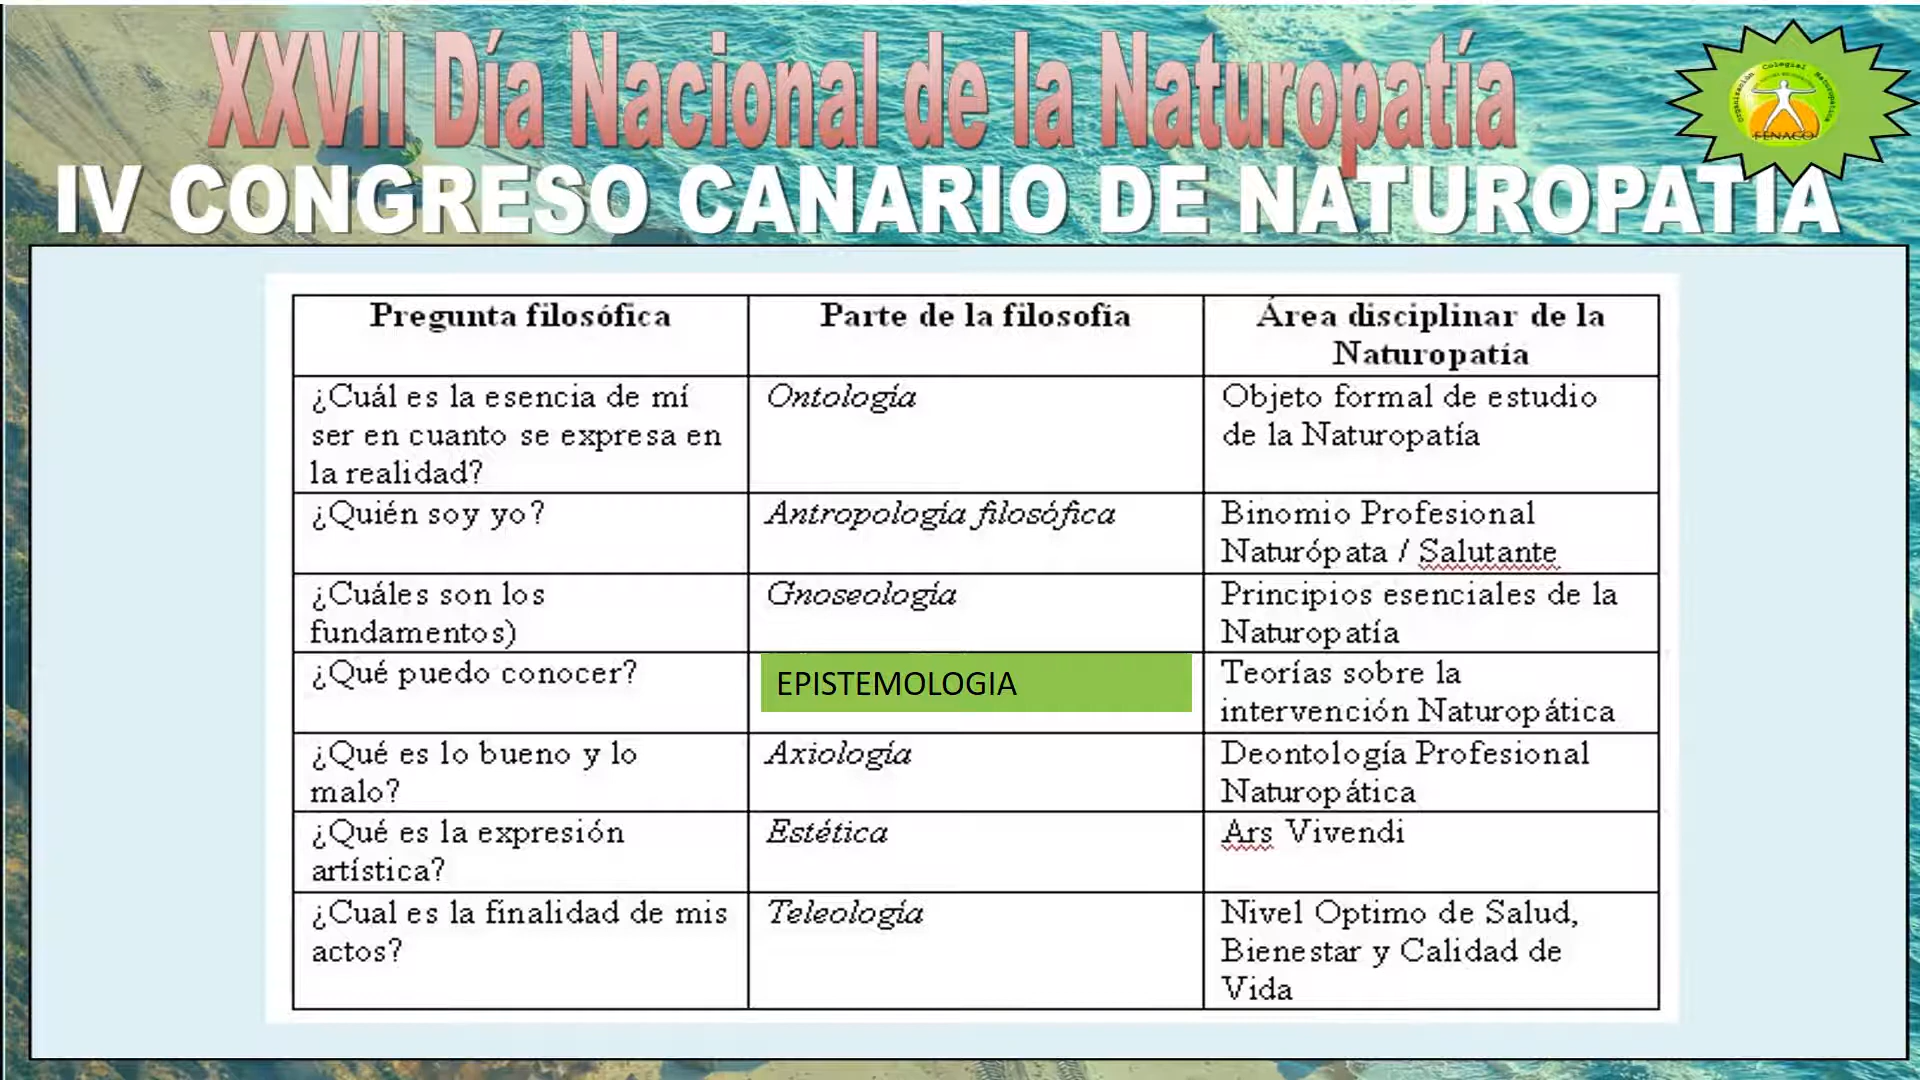 XXVII Día Nacional de la Naturopatía
IV CONGRESO CANARIO DE NATUROPATIA
Organización Colegial Naturopática
FENACO
Pregunta filosófica
Parte de la filosofía
Área disciplinar de la
Naturopatía
¿Cuál es la esencia de mí
ser en cuanto se expresa en
la realidad?
Ontología
Objeto formal de estudio
de la Naturopatía
¿Quién soy yo?
Antropología filosófica
Binomio Profesional
Naturópata / Salutante
¿Cuáles son los
fundamentos)
Gnoseología
Principios esenciales de la
Naturopatía
¿Qué puedo conocer?
EPISTEMOLOGIA
Teorías sobre la
intervención Naturopática
¿Qué es lo bueno y lo
malo?
Axiología
Deontología Profesional
Naturopática
¿Qué es la expresión
artística?
Estética
Ars Vivendi
¿Cual es la finalidad de mis
actos?
Teleología
Nivel Optimo de Salud,
Bienestar y Calidad de
Vida